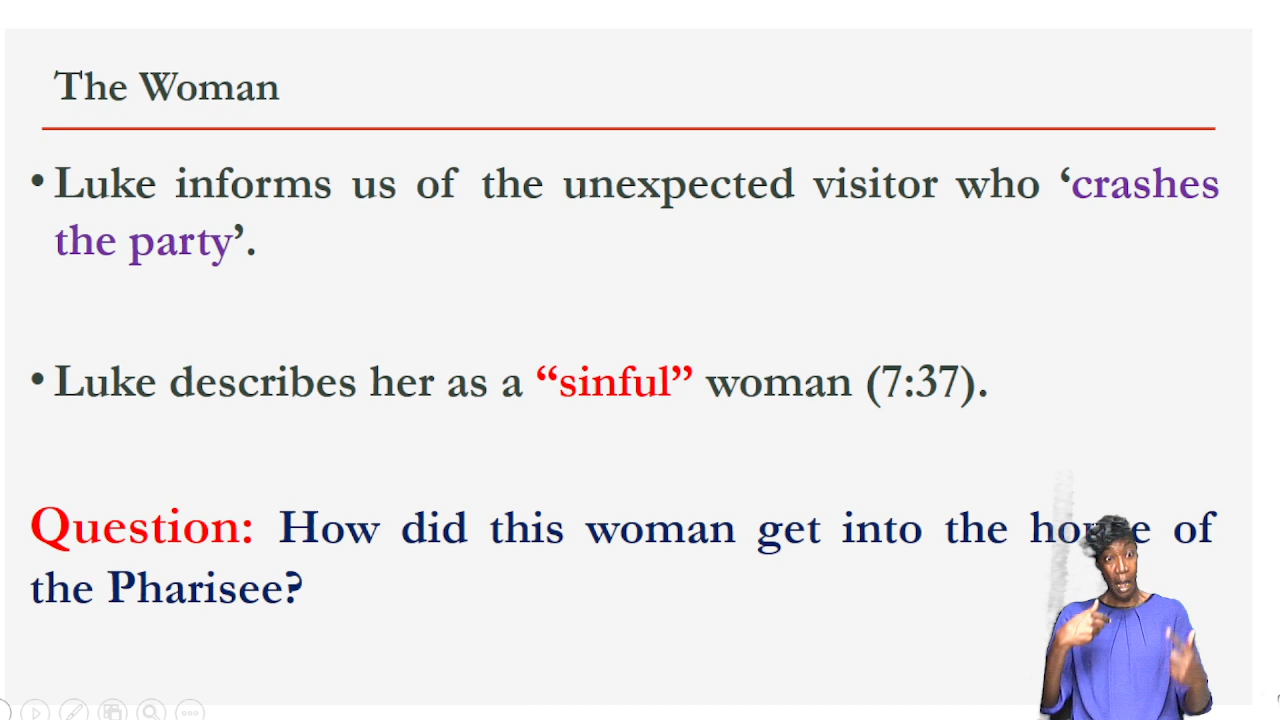 The Woman
• Luke informs us of the unexpected visitor who ‘crashes
the party’.
• Luke describes her as a “sinful” woman (7:37).
Question: How did this woman get into the house of
the Pharisee?